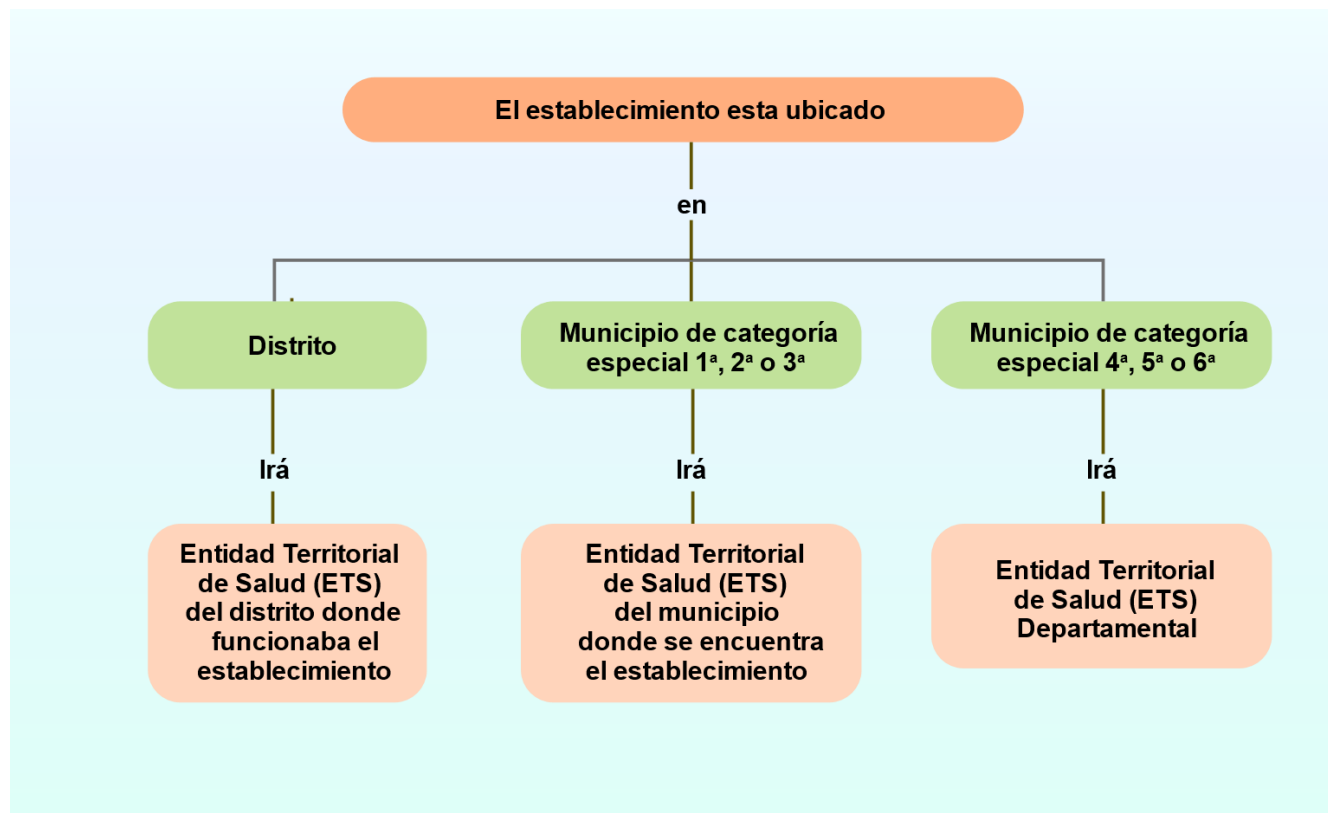 El establecimiento esta ubicado
en
Distrito
Municipio de categoría
especial 1ª, 2ª o 3ª
Municipio de categoría
especial 4ª, 5ª o 6ª
Irá
Irá
Irá
Entidad Territorial
de Salud (ETS)
del distrito donde
funcionaba el
establecimiento
Entidad Territorial
de Salud (ETS)
del municipio
donde se encuentra
el establecimiento
Entidad Territorial
de Salud (ETS)
Departamental